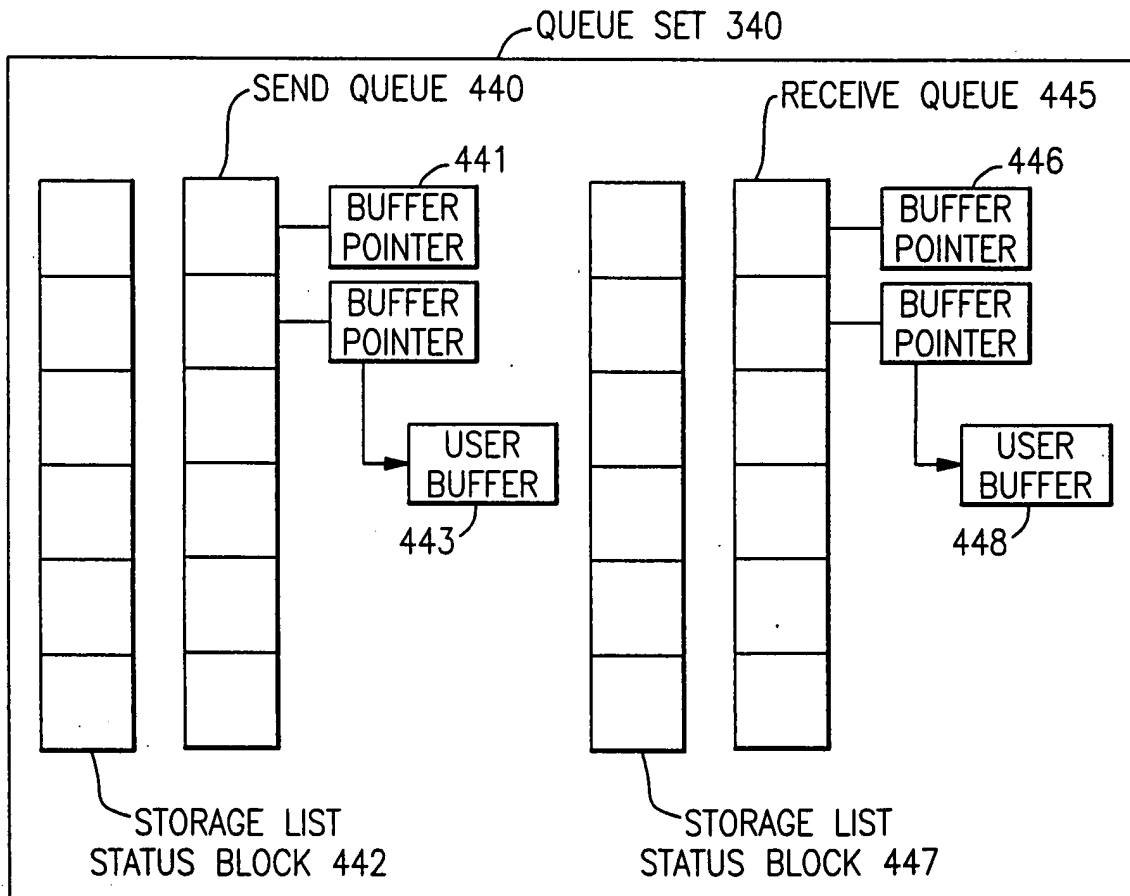 QUEUE SET 340
SEND QUEUE 440
RECEIVE QUEUE 445
441
BUFFER
POINTER
BUFFER
POINTER
USER
BUFFER
443
446
BUFFER
POINTER
BUFFER
POINTER
USER
BUFFER
448
STORAGE LIST
STATUS BLOCK 442
STORAGE LIST
STATUS BLOCK 447